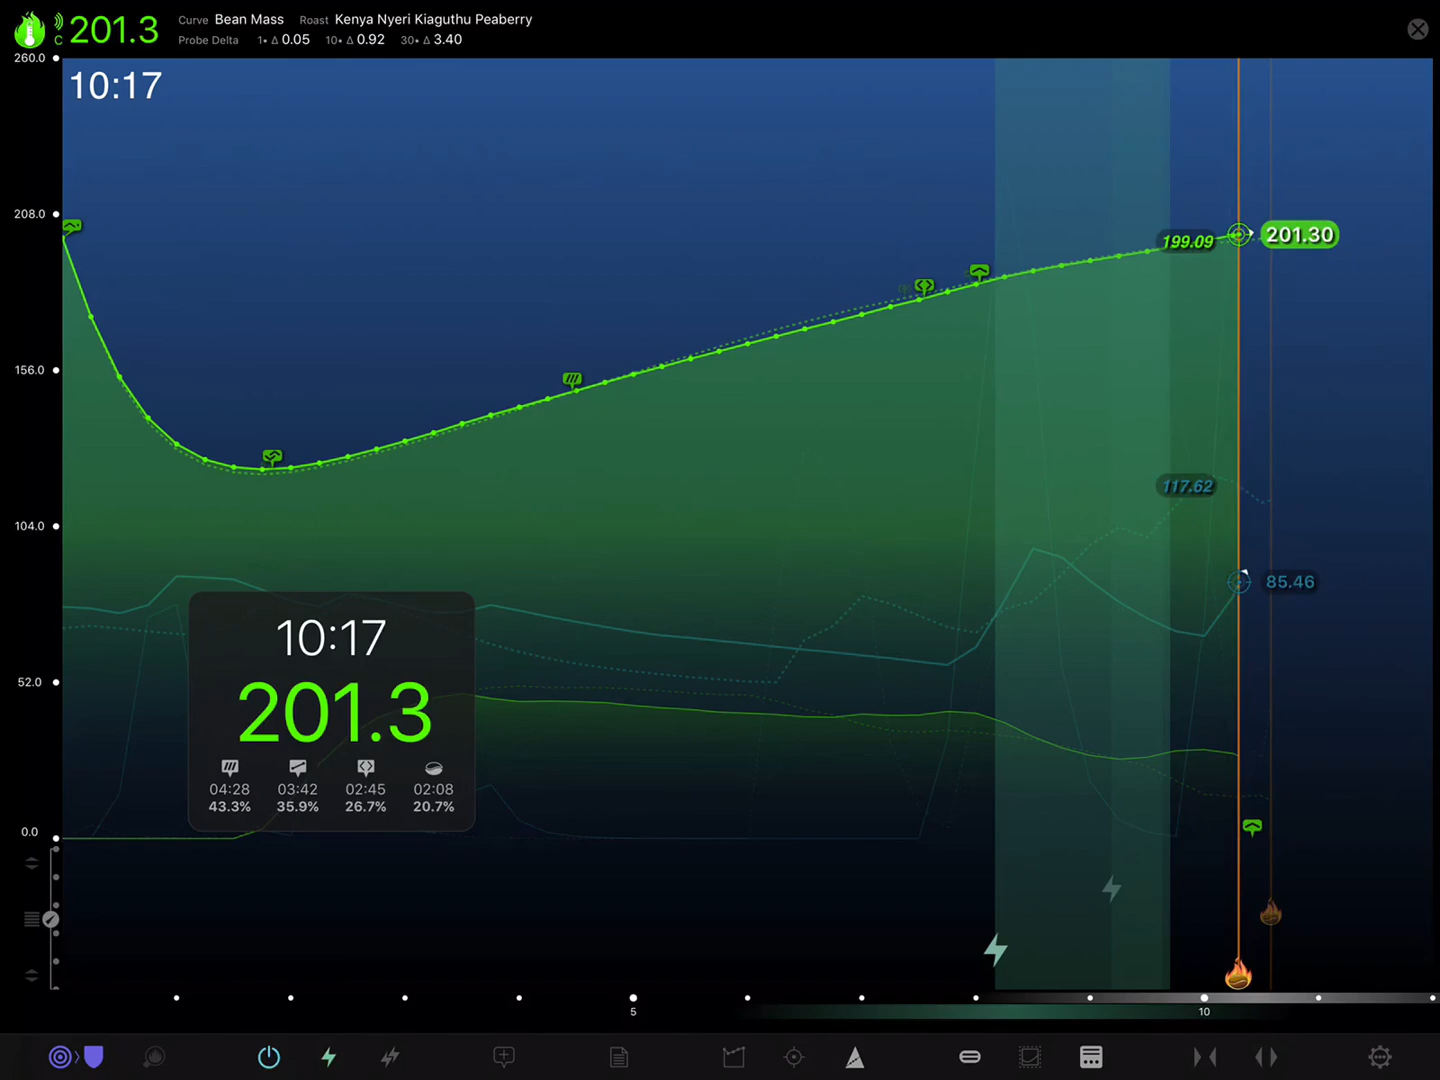 C 201.3
Curve Bean Mass Roast Kenya Nyeri Kiaguthu Peaberry
Probe Delta 1• Δ 0.05 10• Δ 0.92 30• Δ 3.40
260.0
10:17
208.0
199.09
201.30
156.0
117.62
104.0
85.46
10:17
52.0
201.3
04:28 03:42 02:45 02:08
43.3% 35.9% 26.7% 20.7%
0.0
5 10